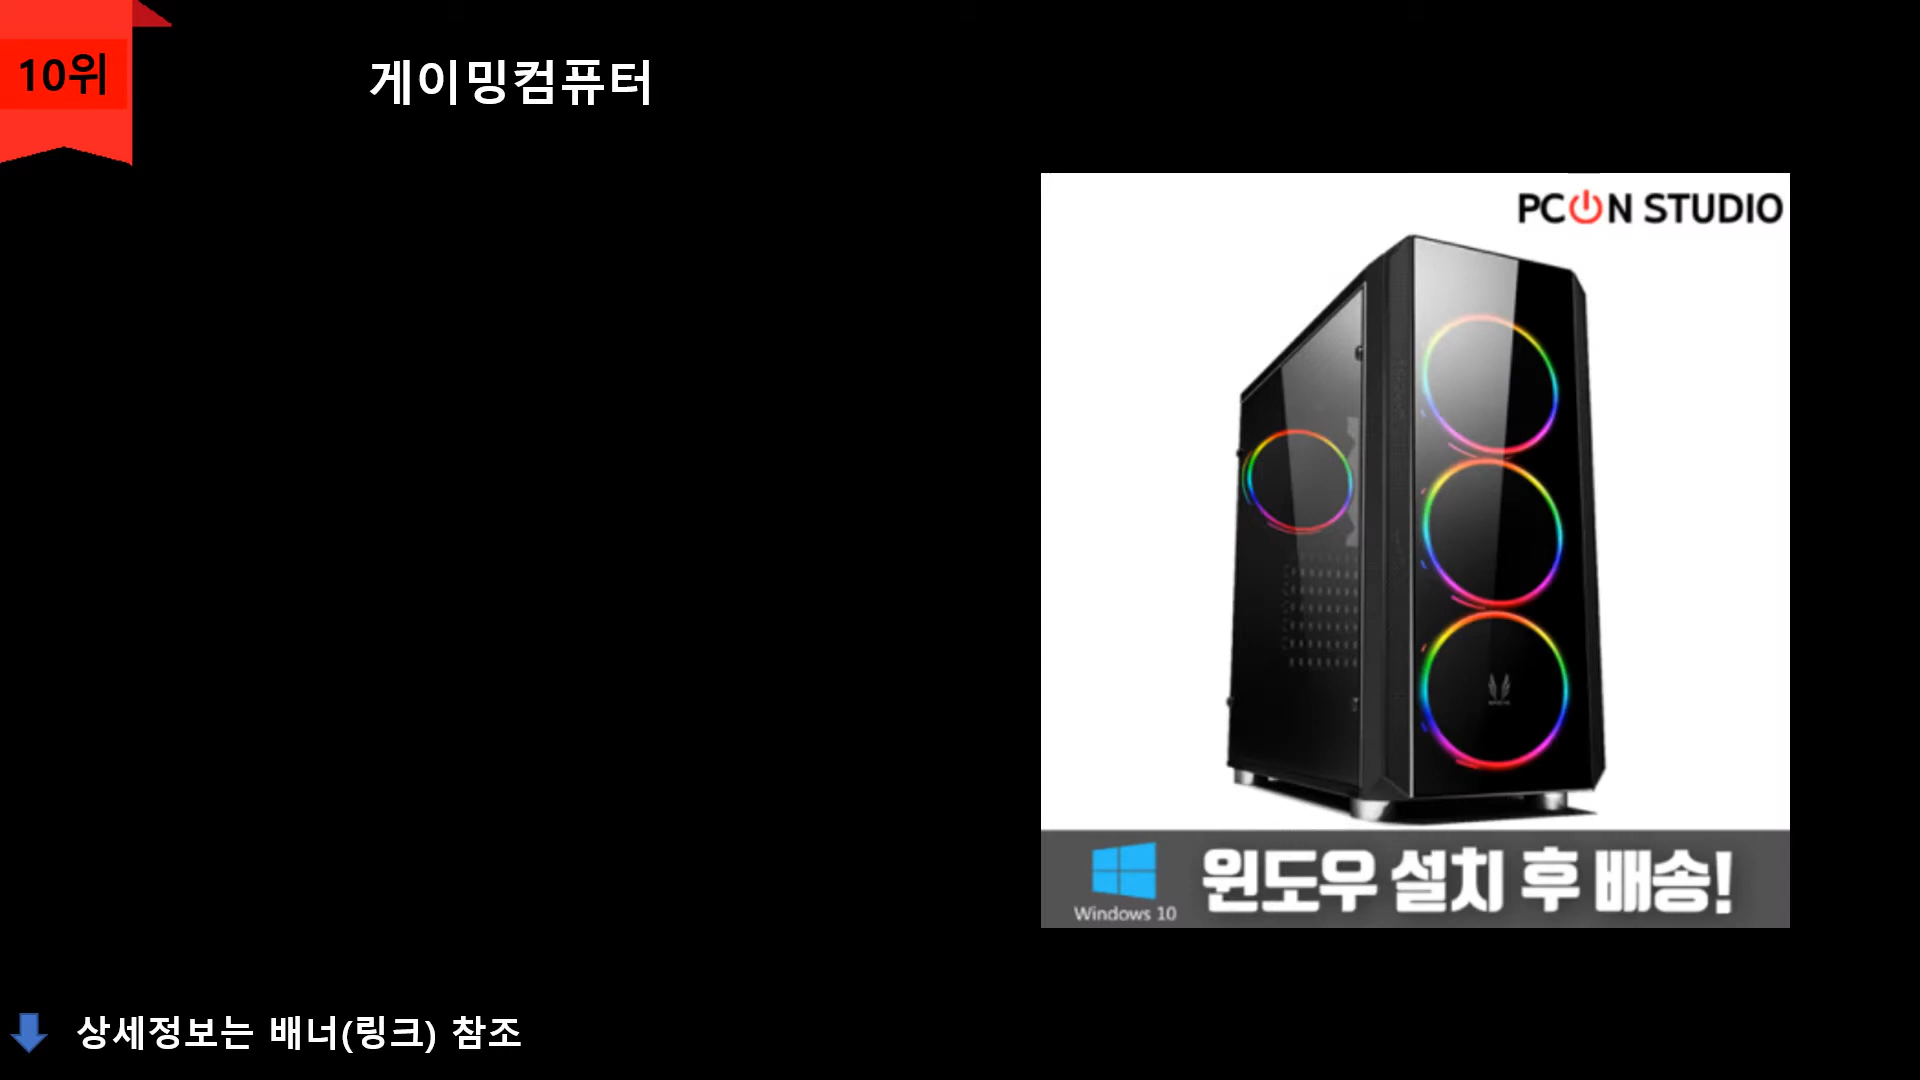 10위
게이밍컴퓨터
PCON STUDIO
윈도우 설치 후 배송!
Windows 10
상세정보는 배너(링크) 참조